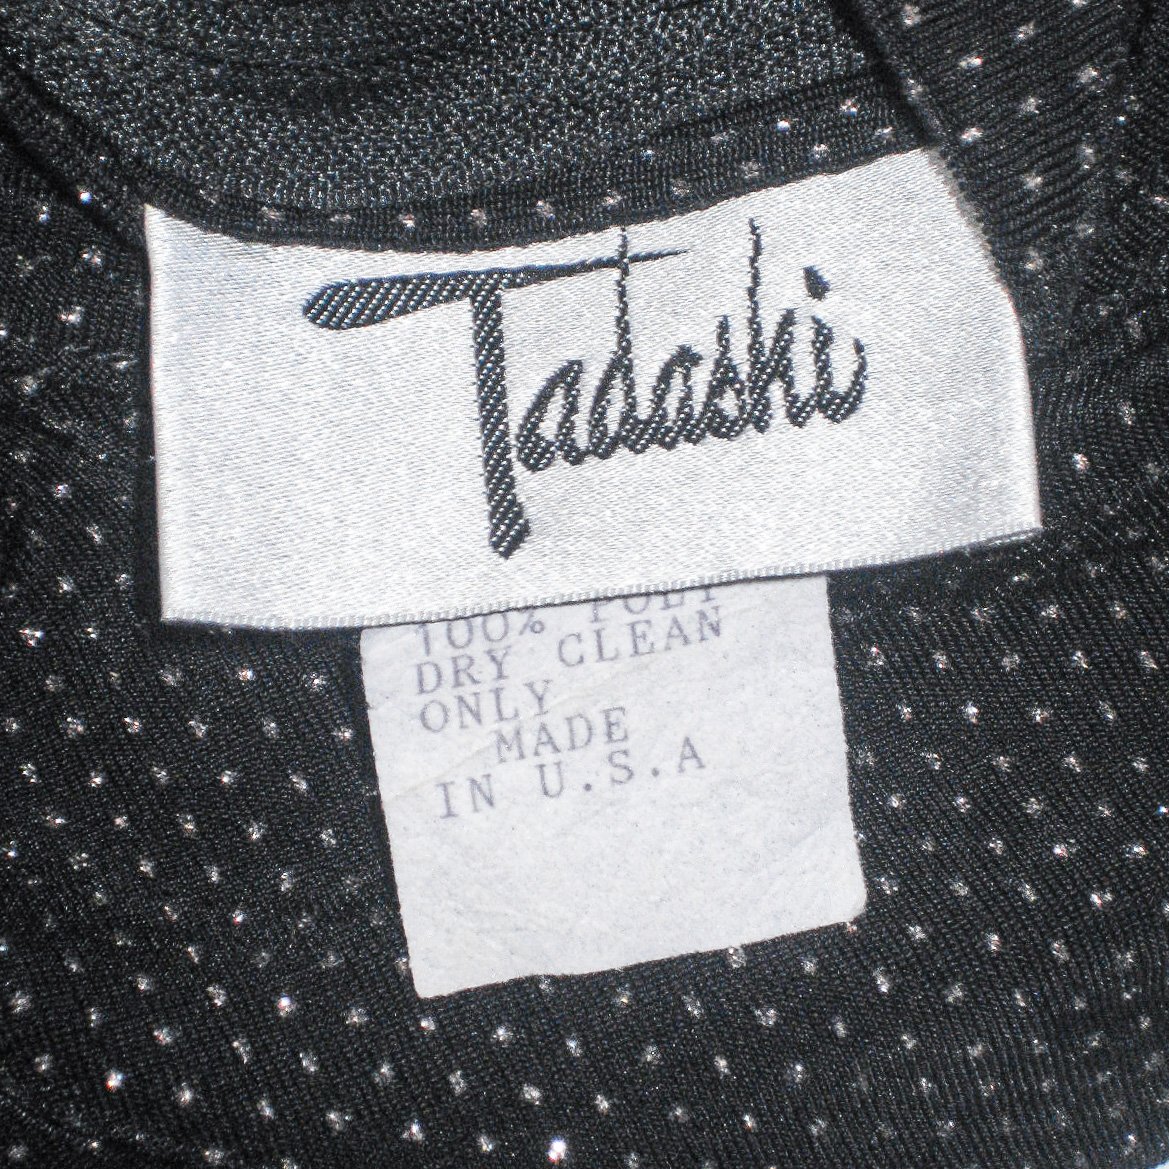 Tadashi
100% POLY
DRY CLEAN
ONLY
MADE
IN U.S.A